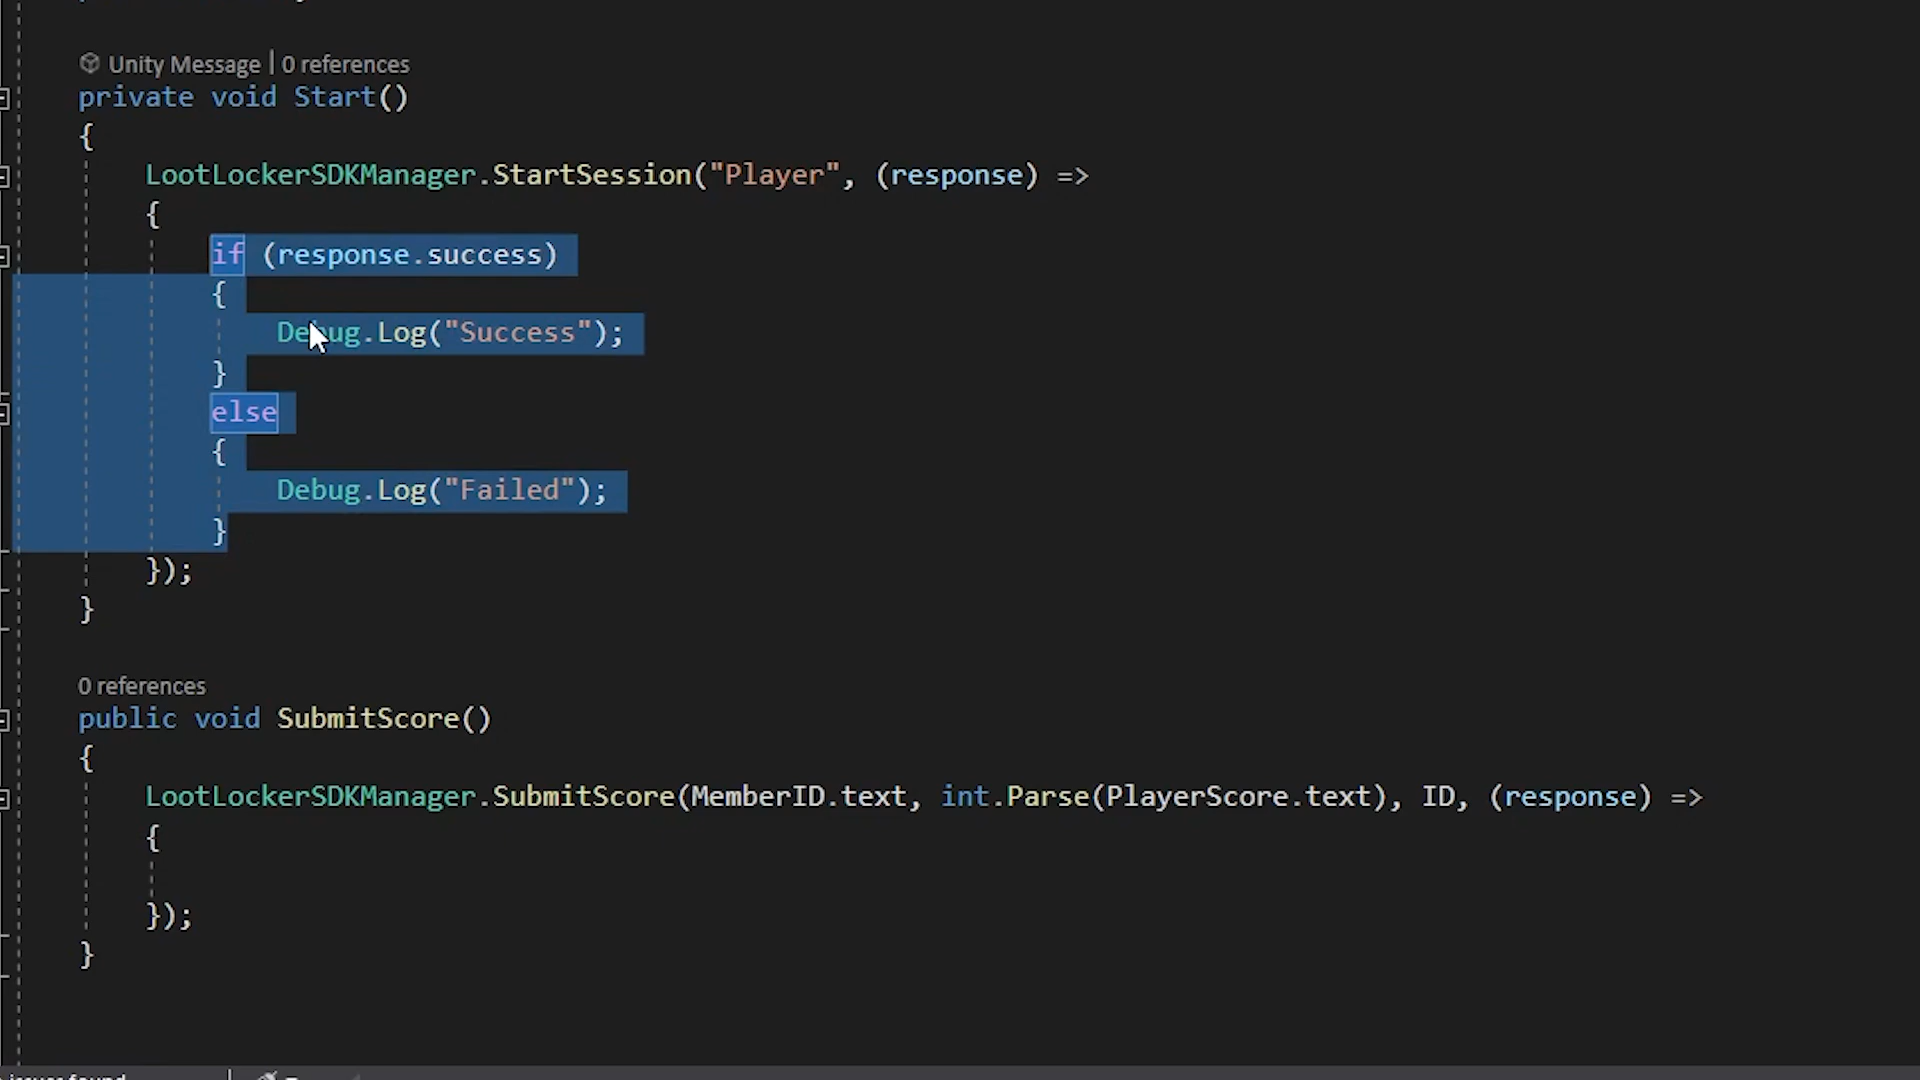 Unity Message | 0 references
private void Start()
{
LootLockerSDKManager.StartSession("Player", (response) =>
{
if (response.success)
{
Debug.Log("Success");
}
else
{
Debug.Log("Failed");
}
});
}
0 references
public void SubmitScore()
{
LootLockerSDKManager.SubmitScore(MemberID.text, int.Parse(PlayerScore.text), ID, (response) =>
{
});
}